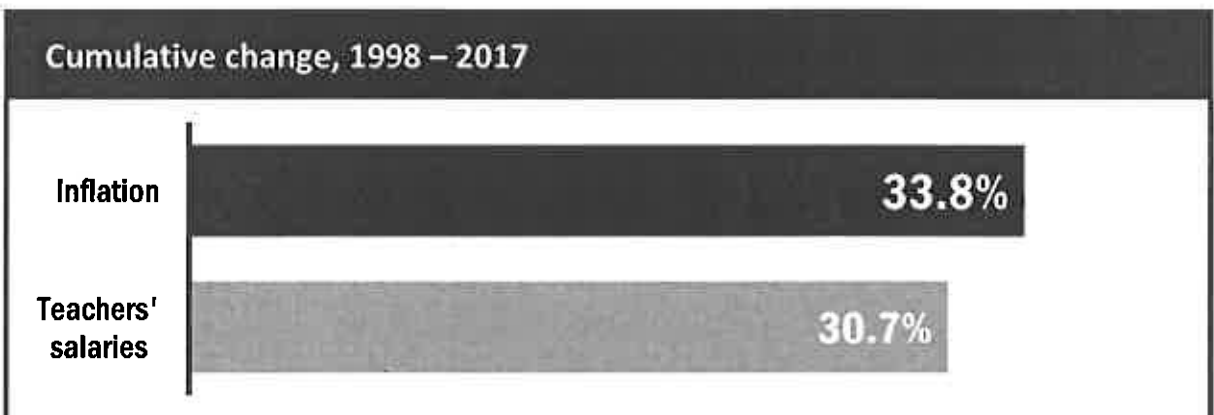 Cumulative change, 1998 – 2017
Inflation
33.8%
Teachers'
salaries
30.7%